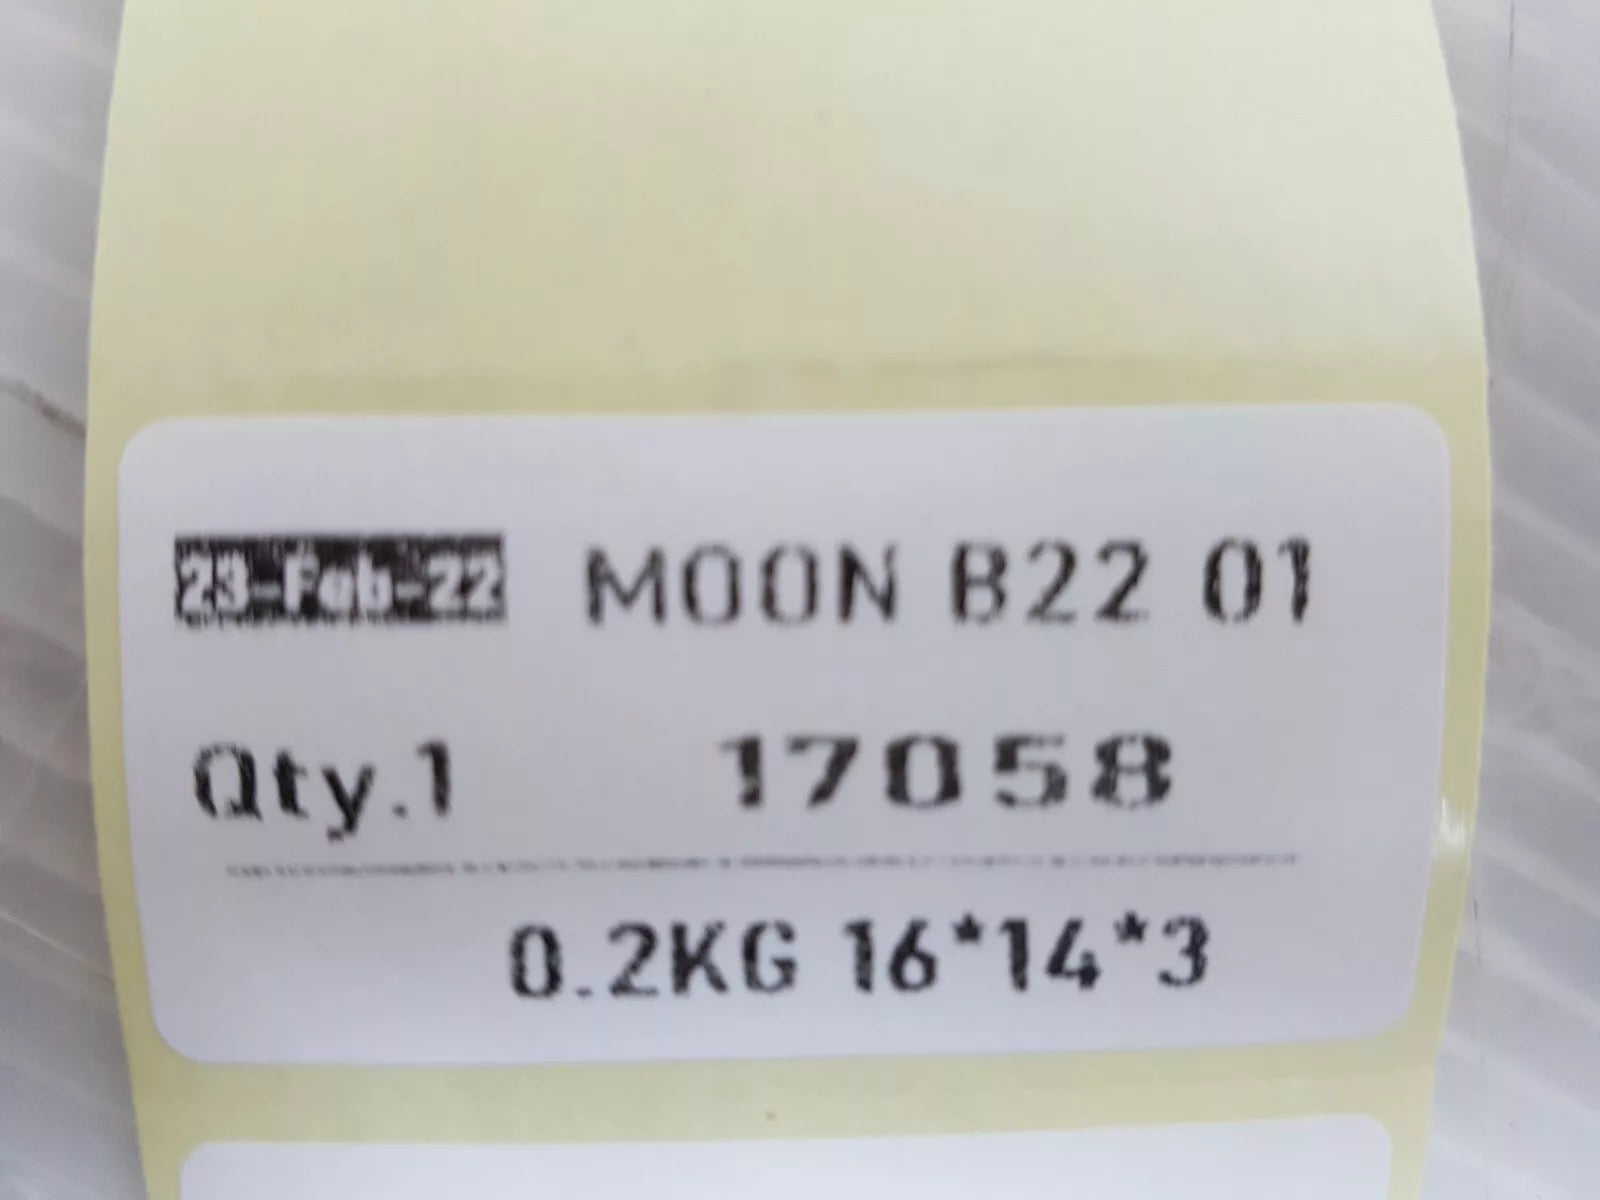 23-Feb-22 MOON B22 01
Qty.1 17058
0.2KG 16*14*3